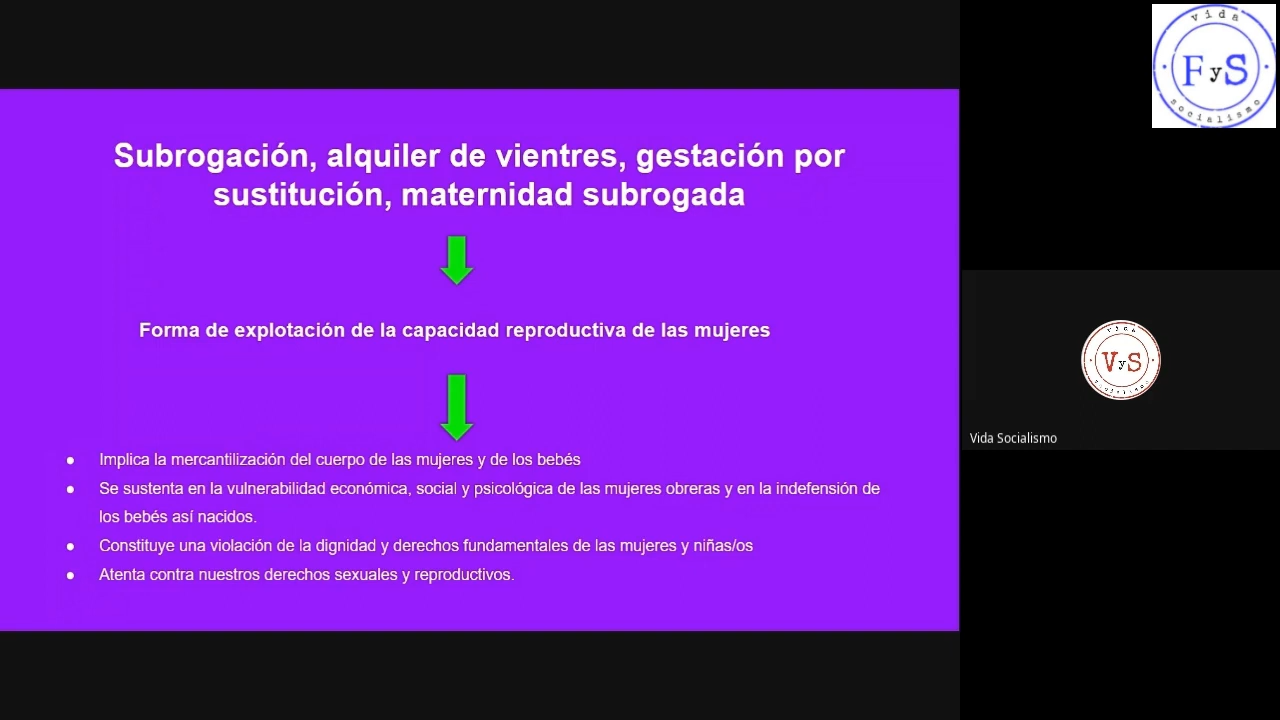 Subrogación, alquiler de vientres, gestación por
sustitución, maternidad subrogada
Forma de explotación de la capacidad reproductiva de las mujeres
Implica la mercantilización del cuerpo de las mujeres y de los bebés
Se sustenta en la vulnerabilidad económica, social y psicológica de las mujeres obreras y en la indefensión de
los bebés así nacidos.
Constituye una violación de la dignidad y derechos fundamentales de las mujeres y niñas/os
Atenta contra nuestros derechos sexuales y reproductivos.
vida
FyS
socialismo
VyS
Vida Socialismo